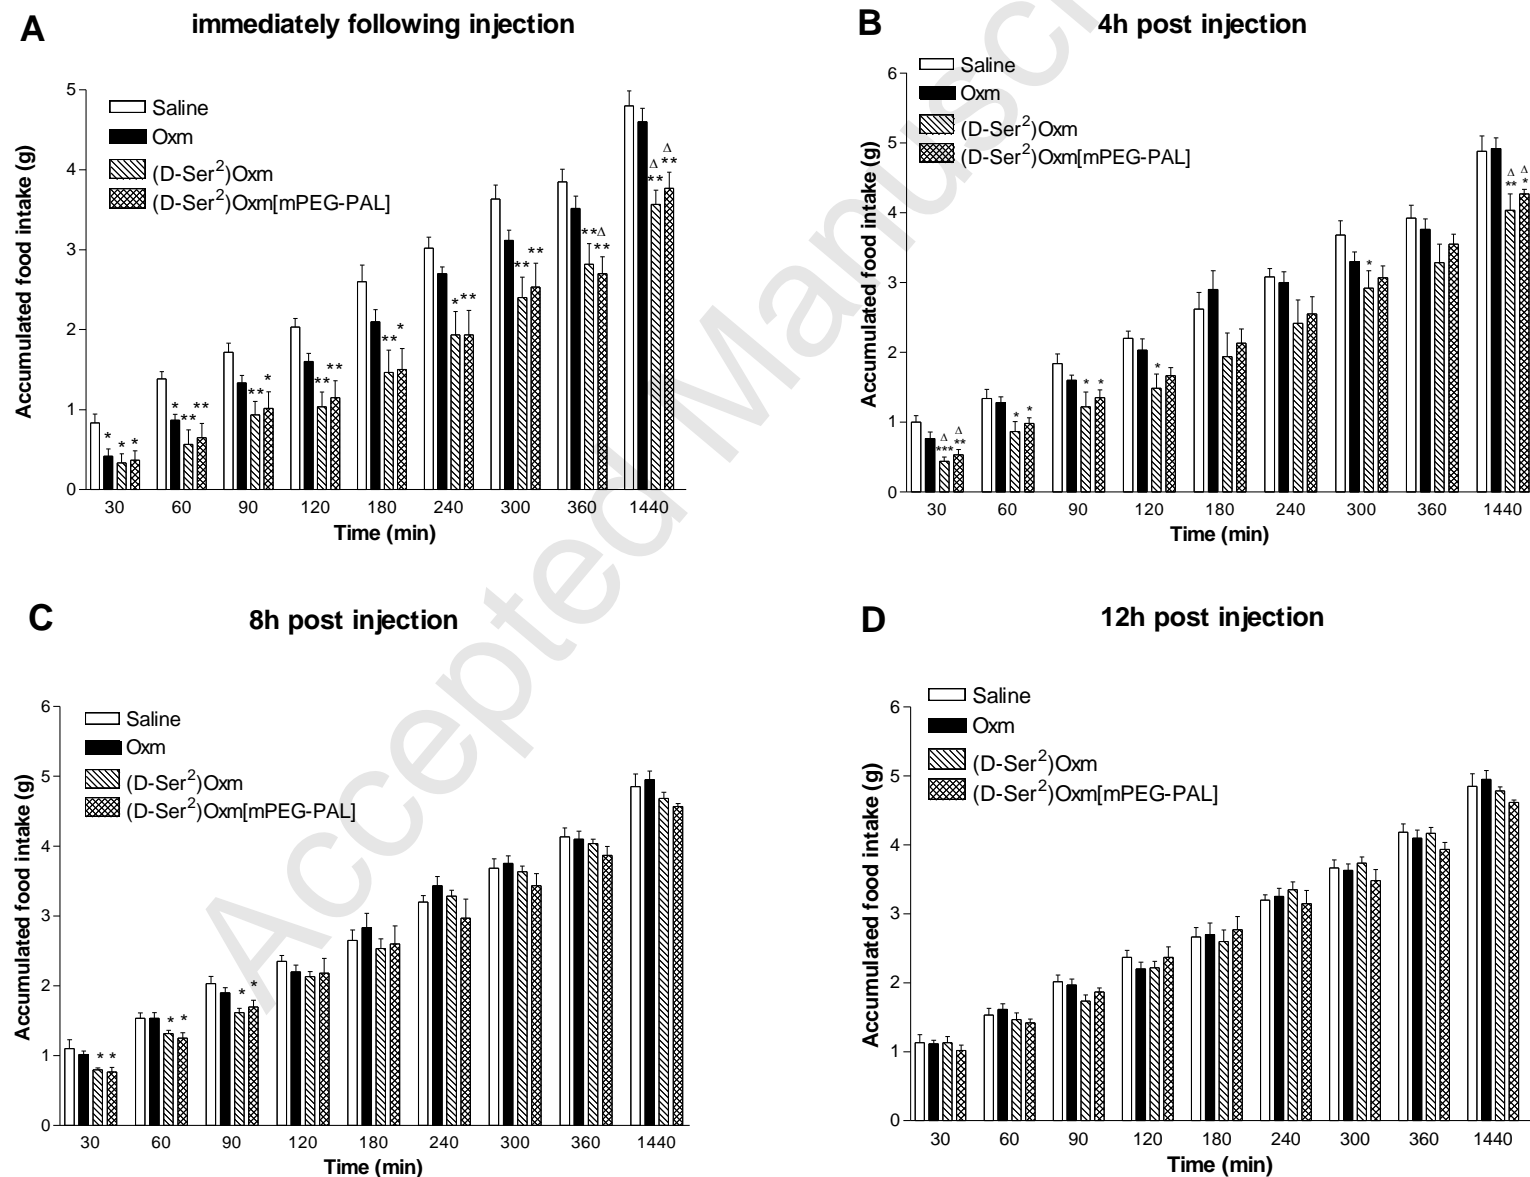 A
immediately following injection
Saline
Oxm
(D-Ser2)Oxm
(D-Ser2)Oxm[mPEG-PAL]
Accumulated food intake (g)
5
4
3
2
1
0
* * *
* ** **
** *
** **
** *
* **
** **
** Δ
**
Δ Δ
** **
30 60 90 120 180 240 300 360 1440
Time (min)
B
4h post injection
Saline
Oxm
(D-Ser2)Oxm
(D-Ser2)Oxm[mPEG-PAL]
Accumulated food intake (g)
6
5
4
3
2
1
0
Δ Δ
*** **
* *
* *
*
*
Δ Δ
** *
30 60 90 120 180 240 300 360 1440
Time (min)
C
8h post injection
Saline
Oxm
(D-Ser2)Oxm
(D-Ser2)Oxm[mPEG-PAL]
Accumulated food intake (g)
6
5
4
3
2
1
0
* *
* *
* *
30 60 90 120 180 240 300 360 1440
Time (min)
D
12h post injection
Saline
Oxm
(D-Ser2)Oxm
(D-Ser2)Oxm[mPEG-PAL]
Accumulated food intake (g)
6
5
4
3
2
1
0
30 60 90 120 180 240 300 360 1440
Time (min)
Accepted Manusc